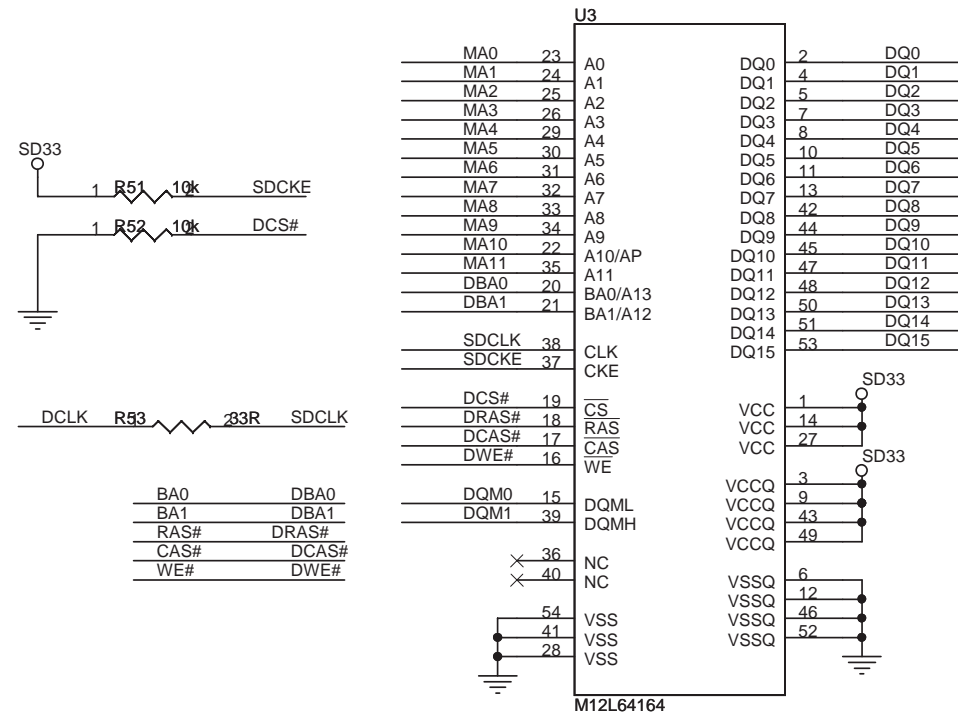 U3
MA0 23 A0 DQ0 2 DQ0
MA1 24 A1 DQ1 4 DQ1
MA2 25 A2 DQ2 5 DQ2
MA3 26 A3 DQ3 7 DQ3
MA4 29 A4 DQ4 8 DQ4
MA5 30 A5 DQ5 10 DQ5
MA6 31 A6 DQ6 11 DQ6
MA7 32 A7 DQ7 13 DQ7
MA8 33 A8 DQ8 42 DQ8
MA9 34 A9 DQ9 44 DQ9
MA10 22 A10/AP DQ10 45 DQ10
MA11 35 A11 DQ11 47 DQ11
DBA0 20 BA0/A13 DQ12 48 DQ12
DBA1 21 BA1/A12 DQ13 50 DQ13
DQ14 51 DQ14
DQ15 53 DQ15
SDCLK 38 CLK
SDCKE 37 CKE
DCS# 19 CS VCC 1 SD33
DRAS# 18 RAS VCC 14
DCAS# 17 CAS VCC 27
DWE# 16 WE
SD33
VCCQ 3
DQM0 15 DQML VCCQ 9
DQM1 39 DQMH VCCQ 43
VCCQ 49
36 NC
40 NC
VSSQ 6
VSSQ 12
54 VSS VSSQ 46
41 VSS VSSQ 52
28 VSS
M12L64164
SD33
1 R51 10k 2 SDCKE
1 R52 10k 2 DCS#
DCLK R53 1 2 33R SDCLK
BA0 DBA0
BA1 DBA1
RAS# DRAS#
CAS# DCAS#
WE# DWE#